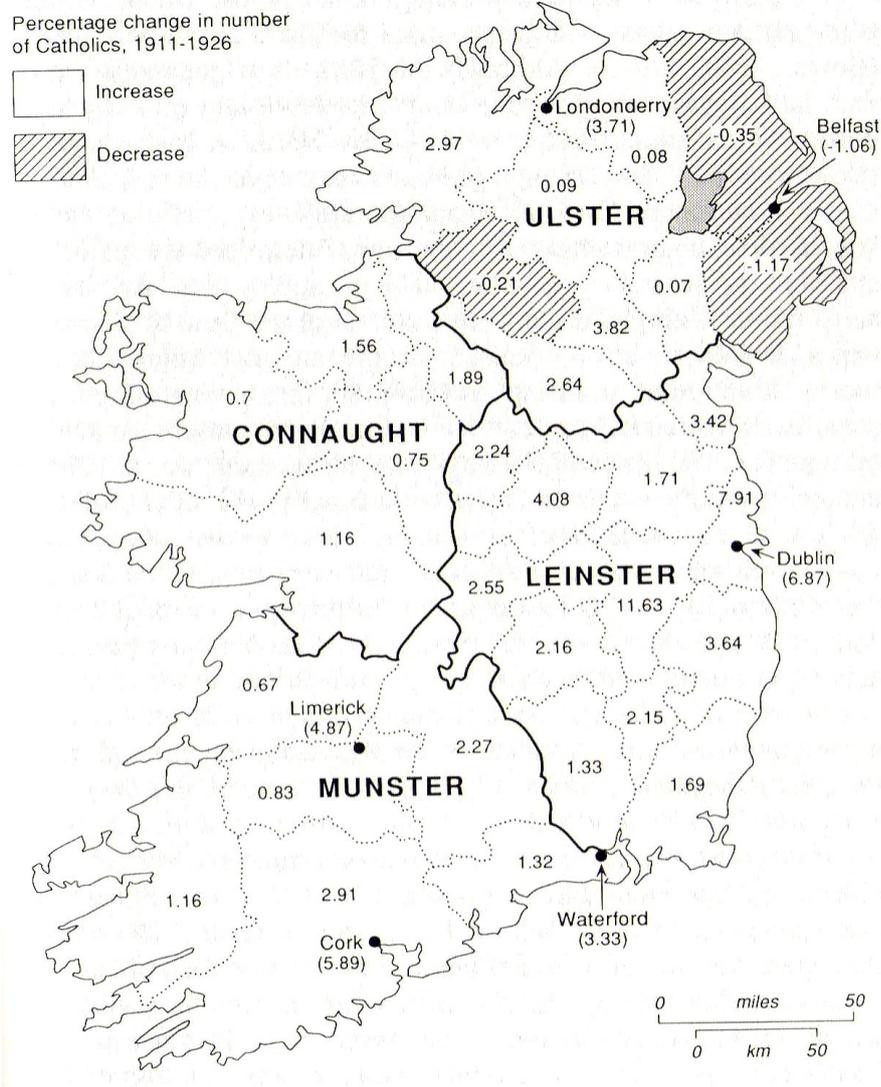 Percentage change in number
of Catholics, 1911-1926
Increase
Decrease
Londonderry
(3.71)
Belfast
(-1.06)
2.97
-0.35
0.08
0.09
ULSTER
-1.17
-0.21
0.07
3.82
1.56
1.89
2.64
0.7
3.42
CONNAUGHT
0.75
2.24
1.71
4.08
7.91
1.16
Dublin
(6.87)
LEINSTER
2.55
11.63
2.16
3.64
0.67
Limerick
(4.87)
2.15
2.27
1.33
1.69
0.83
MUNSTER
1.32
1.16
2.91
Waterford
(3.33)
Cork
(5.89)
0 miles 50
0 km 50